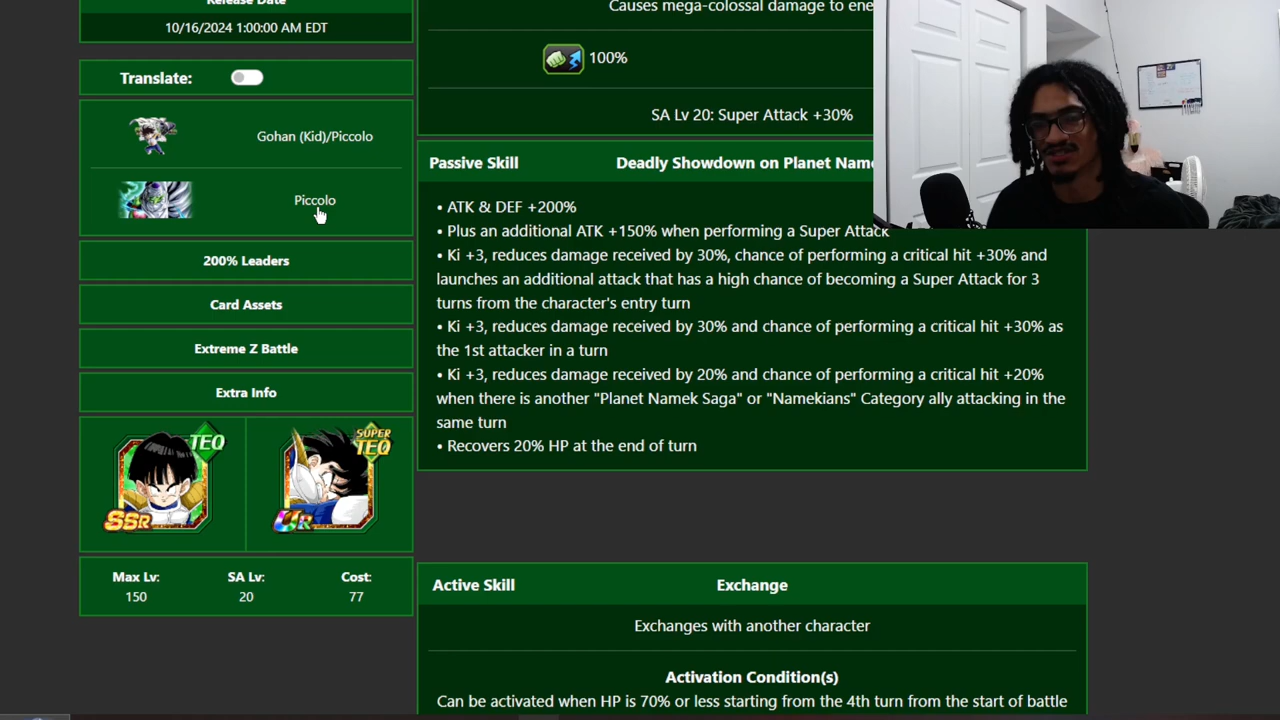 Release Date
10/16/2024 1:00:00 AM EDT
Translate:
Gohan (Kid)/Piccolo
Piccolo
200% Leaders
Card Assets
Extreme Z Battle
Extra Info
TEQ
SSR
SUPER
TEQ
UR
Max Lv:
SA Lv:
Cost:
150
20
77
Causes mega-colossal damage to ene
100%
SA Lv 20: Super Attack +30%
Passive Skill
Deadly Showdown on Planet Name
• ATK & DEF +200%
• Plus an additional ATK +150% when performing a Super Attack
• Ki +3, reduces damage received by 30%, chance of performing a critical hit +30% and
launches an additional attack that has a high chance of becoming a Super Attack for 3
turns from the character's entry turn
• Ki +3, reduces damage received by 30% and chance of performing a critical hit +30% as
the 1st attacker in a turn
• Ki +3, reduces damage received by 20% and chance of performing a critical hit +20%
when there is another "Planet Namek Saga" or "Namekians" Category ally attacking in the
same turn
• Recovers 20% HP at the end of turn
Active Skill
Exchange
Exchanges with another character
Activation Condition(s)
Can be activated when HP is 70% or less starting from the 4th turn from the start of battle